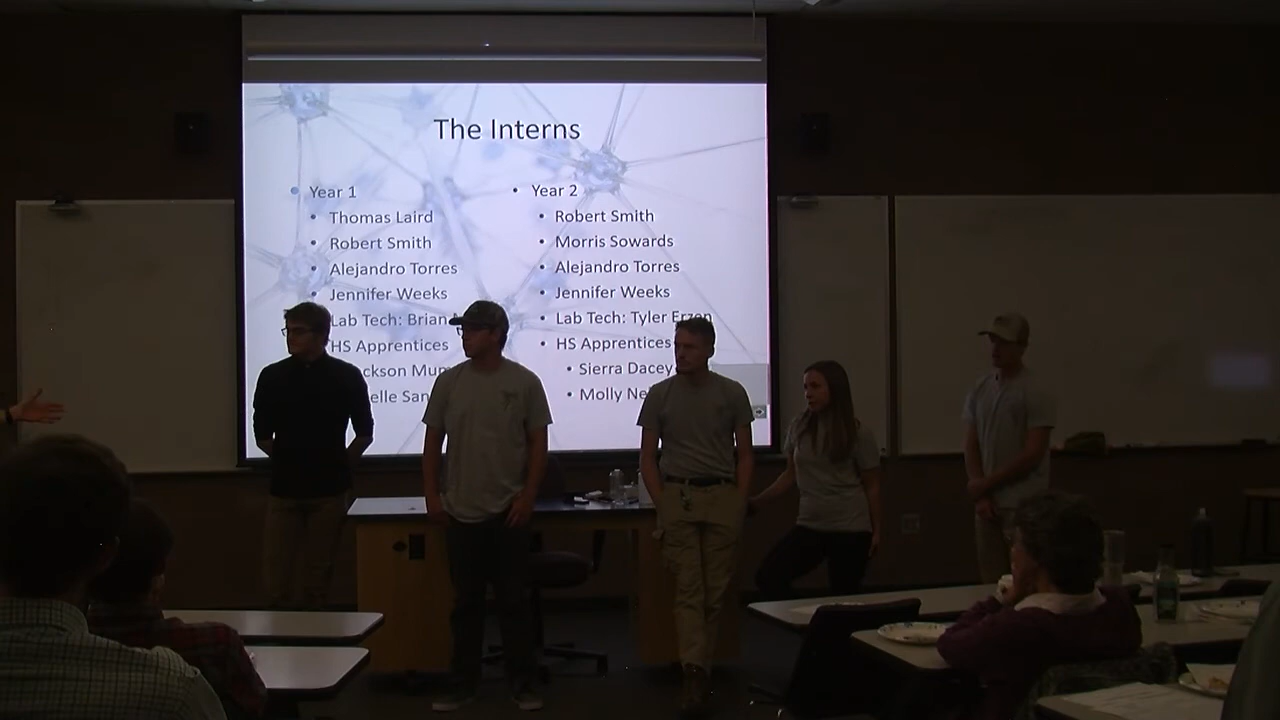 The Interns
Year 1
Thomas Laird
Robert Smith
Alejandro Torres
Jennifer Weeks
Lab Tech: Brian
HS Apprentices
Year 2
Robert Smith
Morris Sowards
Alejandro Torres
Jennifer Weeks
Lab Tech: Tyler Erzen
HS Apprentices
Sierra Dacey
Molly